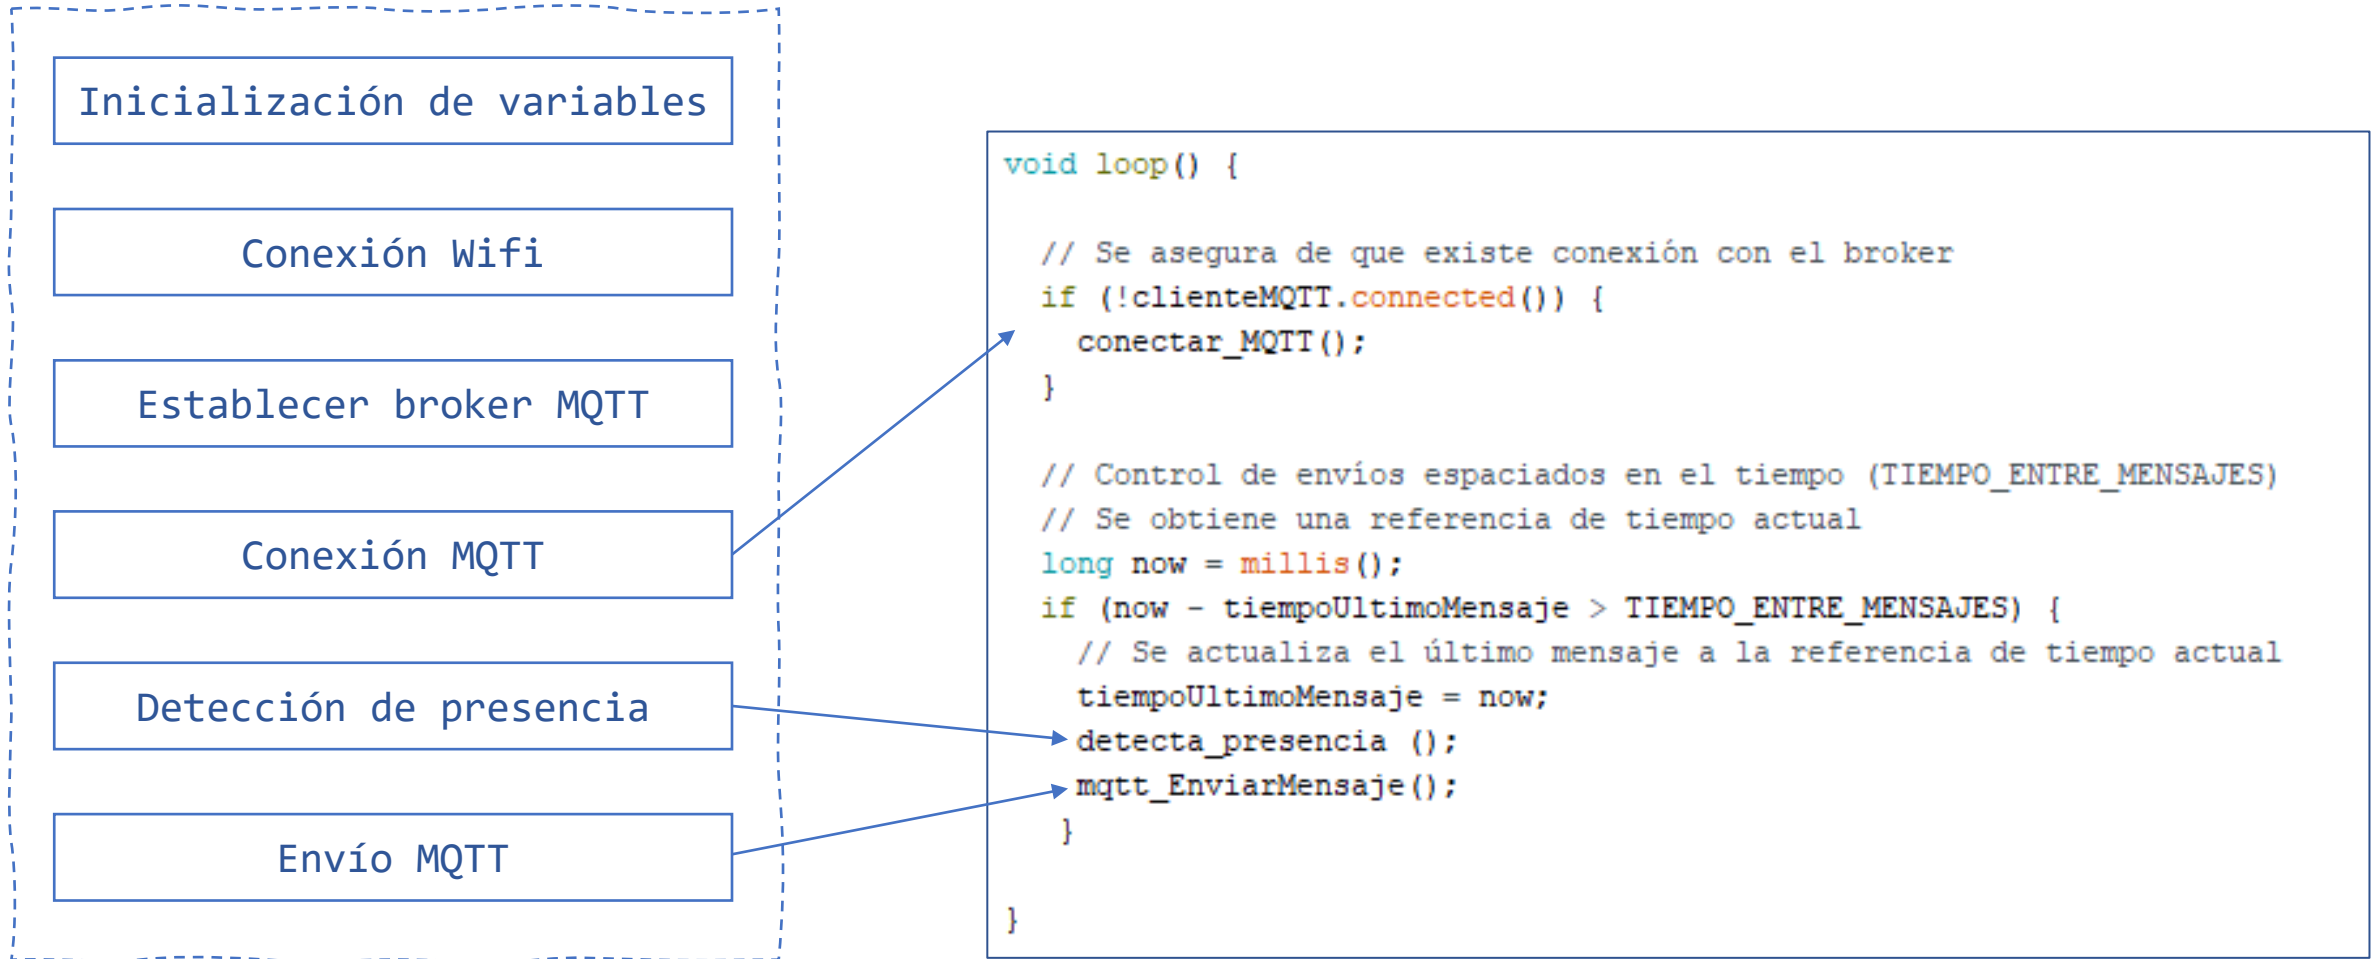 Inicialización de variables
Conexión Wifi
Establecer broker MQTT
Conexión MQTT
Detección de presencia
Envío MQTT
void loop() {
// Se asegura de que existe conexión con el broker
if (!clienteMQTT.connected()) {
conectar_MQTT();
}
// Control de envíos espaciados en el tiempo (TIEMPO_ENTRE_MENSAJES)
// Se obtiene una referencia de tiempo actual
long now = millis();
if (now - tiempoUltimoMensaje > TIEMPO_ENTRE_MENSAJES) {
// Se actualiza el último mensaje a la referencia de tiempo actual
tiempoUltimoMensaje = now;
detecta_presencia ();
mqtt_EnviarMensaje();
}
}